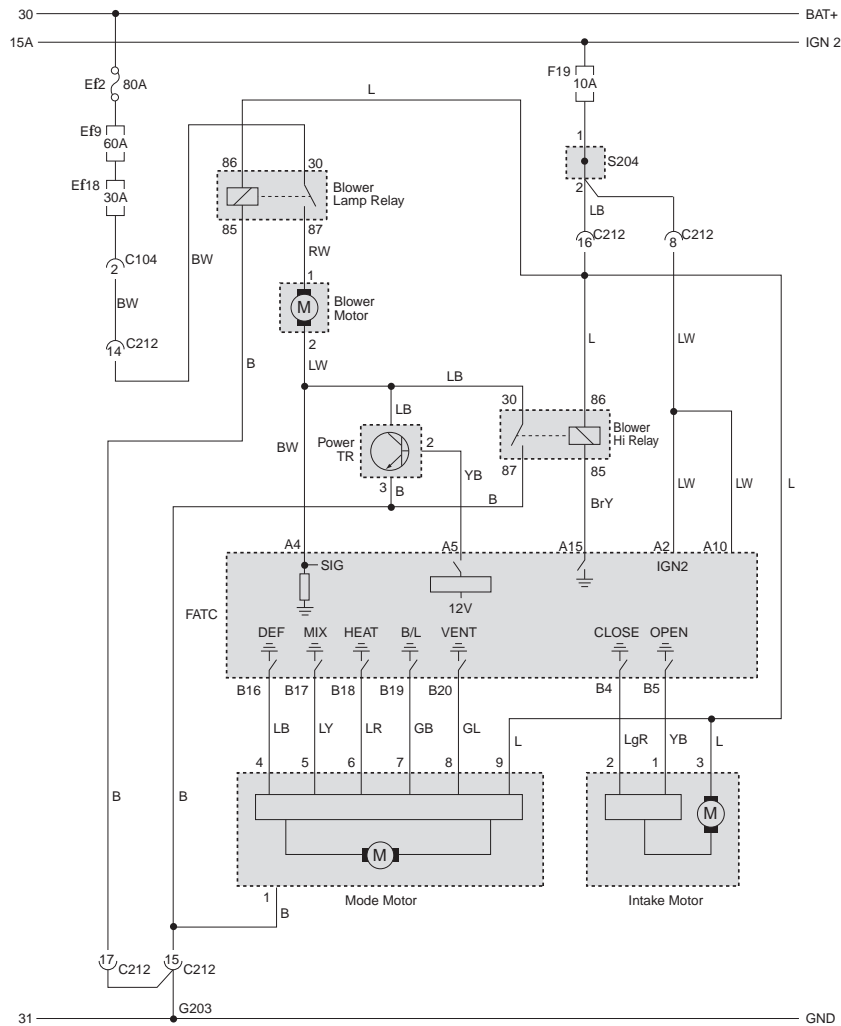 30 BAT+
15A IGN 2
Ef2 80A
F19 10A
L
Ef9 60A
1
S204
86 30
2
Ef18 30A
Blower
Lamp Relay
LB
85 87
16 C212
8 C212
C104
2
BW
RW
1
BW
M
Blower
Motor
C212
14
2
LW
L
LW
B
LB
30 86
LB
Power
TR
2
Blower
Hi Relay
BW
87 85
3 B
YB
B
BrY
LW
LW
L
A4 A5 A15 A2 A10
SIG
IGN2
FATC
12V
DEF MIX HEAT B/L VENT CLOSE OPEN
B16 B17 B18 B19 B20 B4 B5
LB LY LR GB GL L LgR YB L
4 5 6 7 8 9 2 1 3
B B
M
M
1
B
Mode Motor
Intake Motor
17 C212
15 C212
G203
31 GND